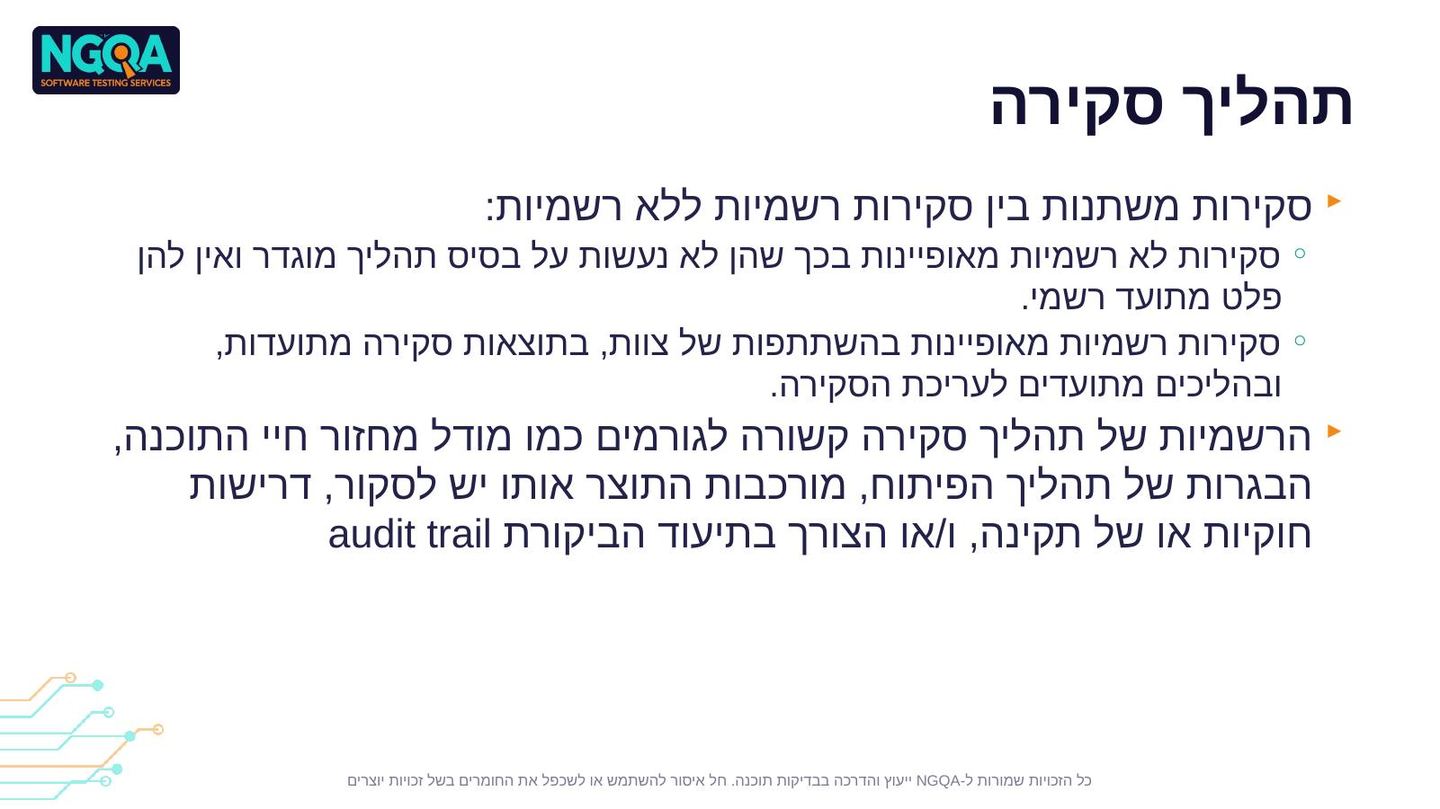 NGQA
SOFTWARE TESTING SERVICES
תהליך סקירה
סקירות משתנות בין סקירות רשמיות ללא רשמיות:
סקירות לא רשמיות מאופיינות בכך שהן לא נעשות על בסיס תהליך מוגדר ואין להן
פלט מתועד רשמי.
סקירות רשמיות מאופיינות בהשתתפות של צוות, בתוצאות סקירה מתועדות,
ובהליכים מתועדים לעריכת הסקירה.
הרשמיות של תהליך סקירה קשורה לגורמים כמו מודל מחזור חיי התוכנה,
הבגרות של תהליך הפיתוח, מורכבות התוצר אותו יש לסקור, דרישות
חוקיות או של תקינה, ו/או הצורך בתיעוד הביקורת audit trail
כל הזכויות שמורות ל-NGQA ייעוץ והדרכה בבדיקות תוכנה. חל איסור להשתמש או לשכפל את החומרים בשל זכויות יוצרים